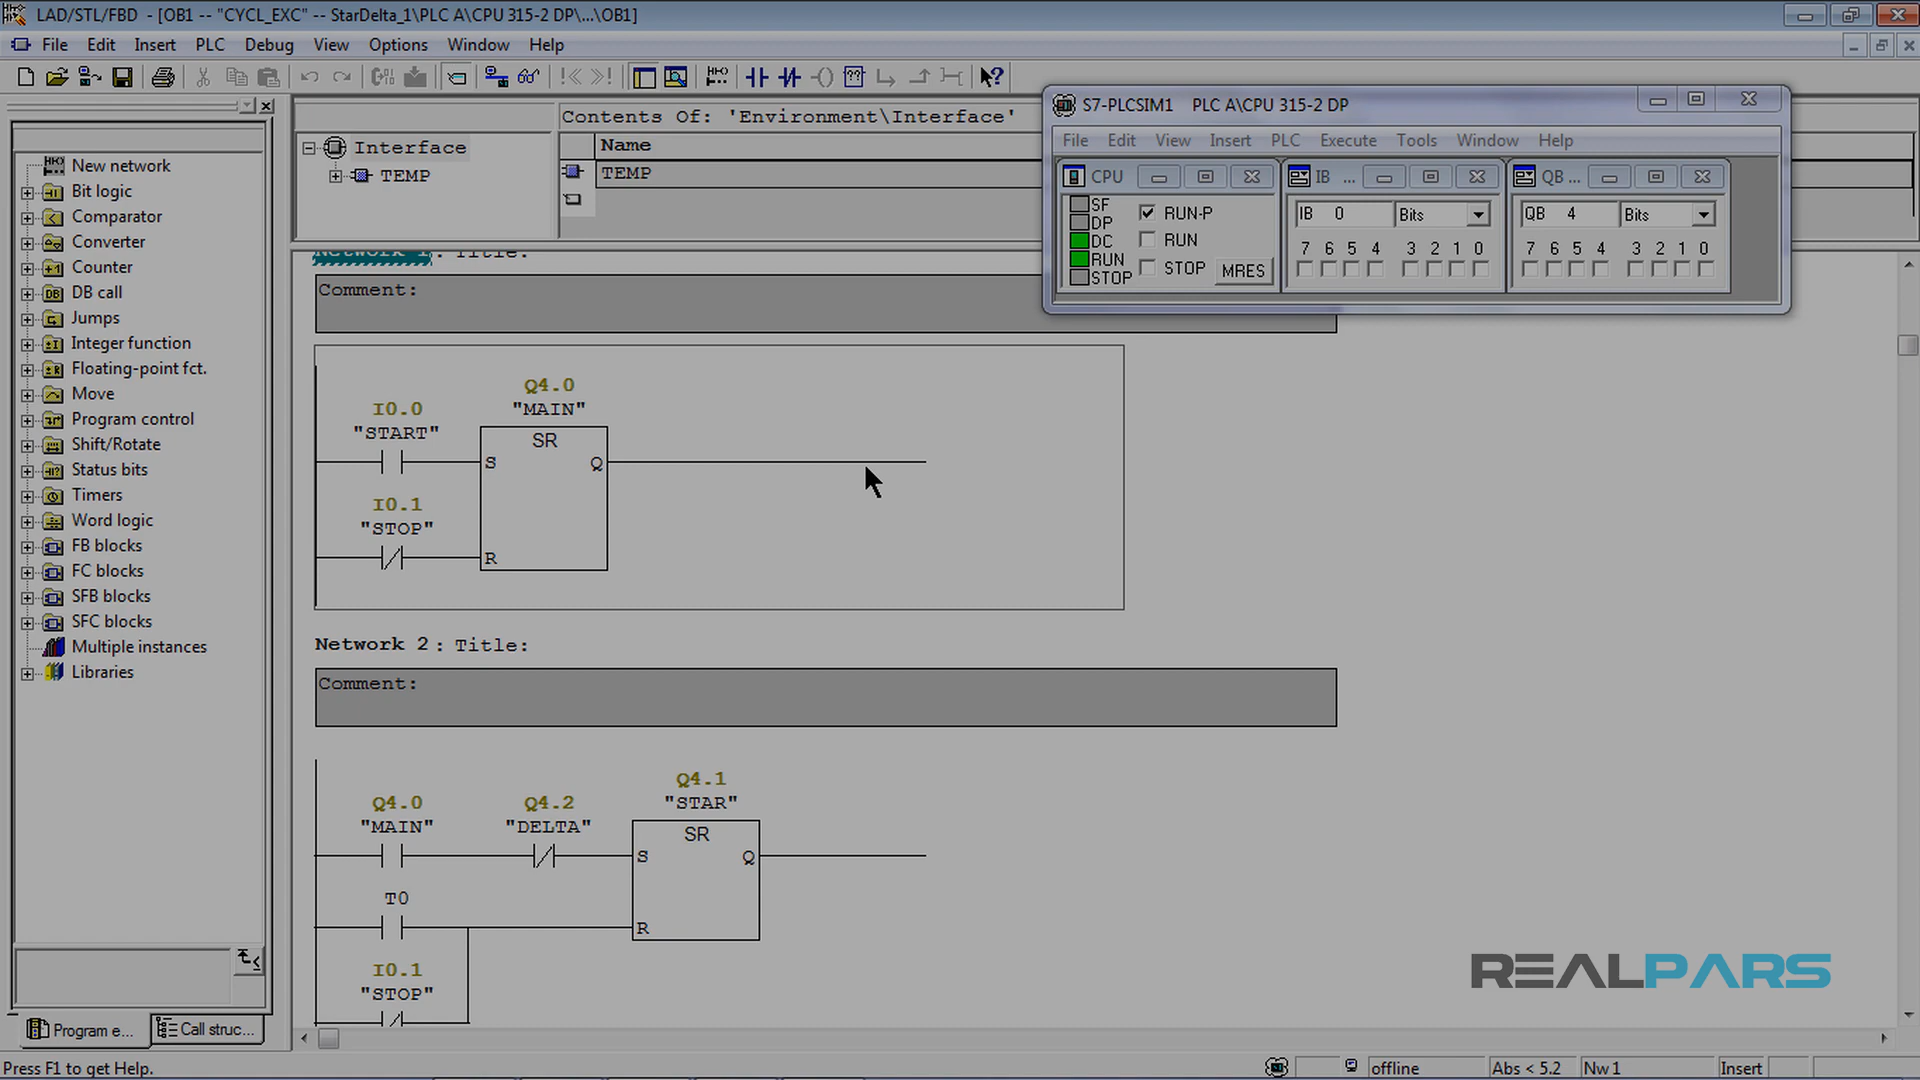 LAD/STL/FBD - [OB1 -- "CYCL_EXC" -- StarDelta_1\PLC A\CPU 315-2 DP\...\OB1]
File Edit Insert PLC Debug View Options Window Help
S7-PLCSIM1 PLC A\CPU 315-2 DP
File Edit View Insert PLC Execute Tools Window Help
CPU
SF
DP
DC
RUN
STOP
RUN-P
RUN
STOP
MRES
IB ...
IB 0 Bits
7 6 5 4 3 2 1 0
QB ...
QB 4 Bits
7 6 5 4 3 2 1 0
Contents Of: 'Environment\Interface'
Interface
TEMP
Name
TEMP
New network
Bit logic
Comparator
Converter
Counter
DB call
Jumps
Integer function
Floating-point fct.
Move
Program control
Shift/Rotate
Status bits
Timers
Word logic
FB blocks
FC blocks
SFB blocks
SFC blocks
Multiple instances
Libraries
Program e...
Call struc...
Network 1: Title:
Comment:
Q4.0
I0.0
"MAIN"
"START"
SR
S Q
I0.1
"STOP"
R
Network 2: Title:
Comment:
Q4.1
Q4.0 Q4.2 "STAR"
"MAIN" "DELTA" SR
S Q
T0
R
I0.1
"STOP"
REALPARS
Press F1 to get Help.
offline
Abs < 5.2
Nw 1
Insert